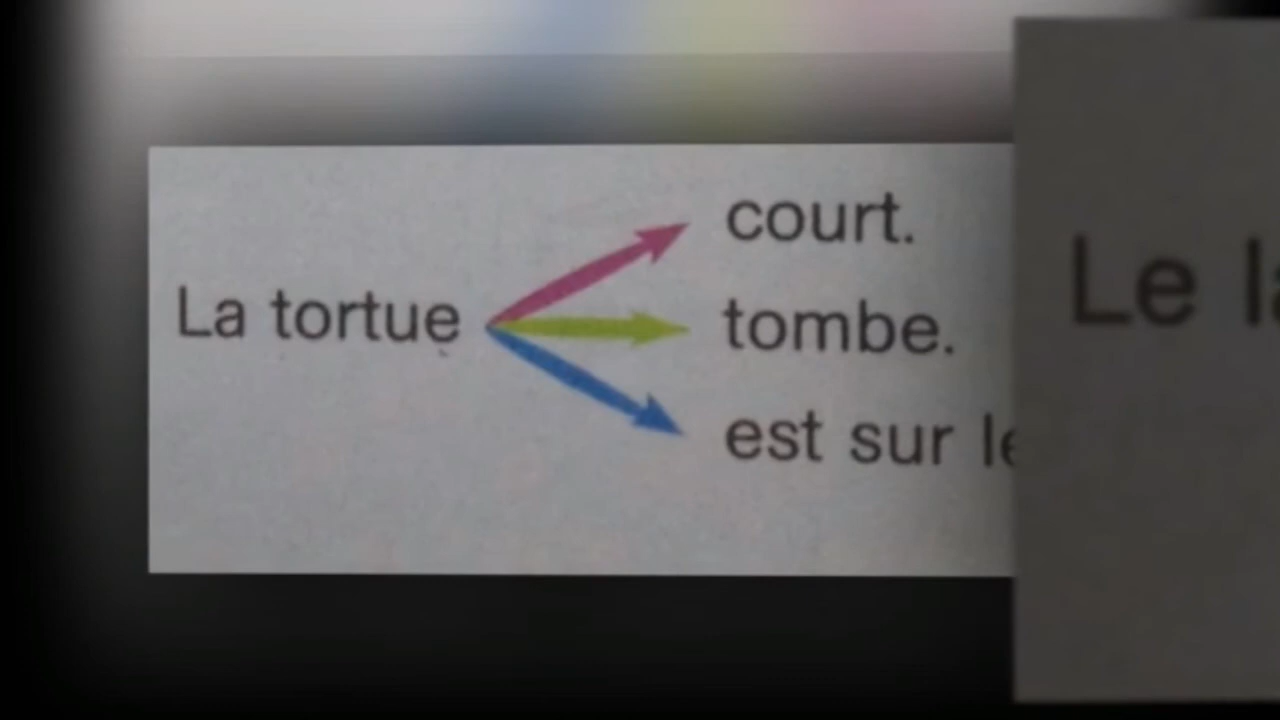 court.
La tortue
tombe.
est sur
Le